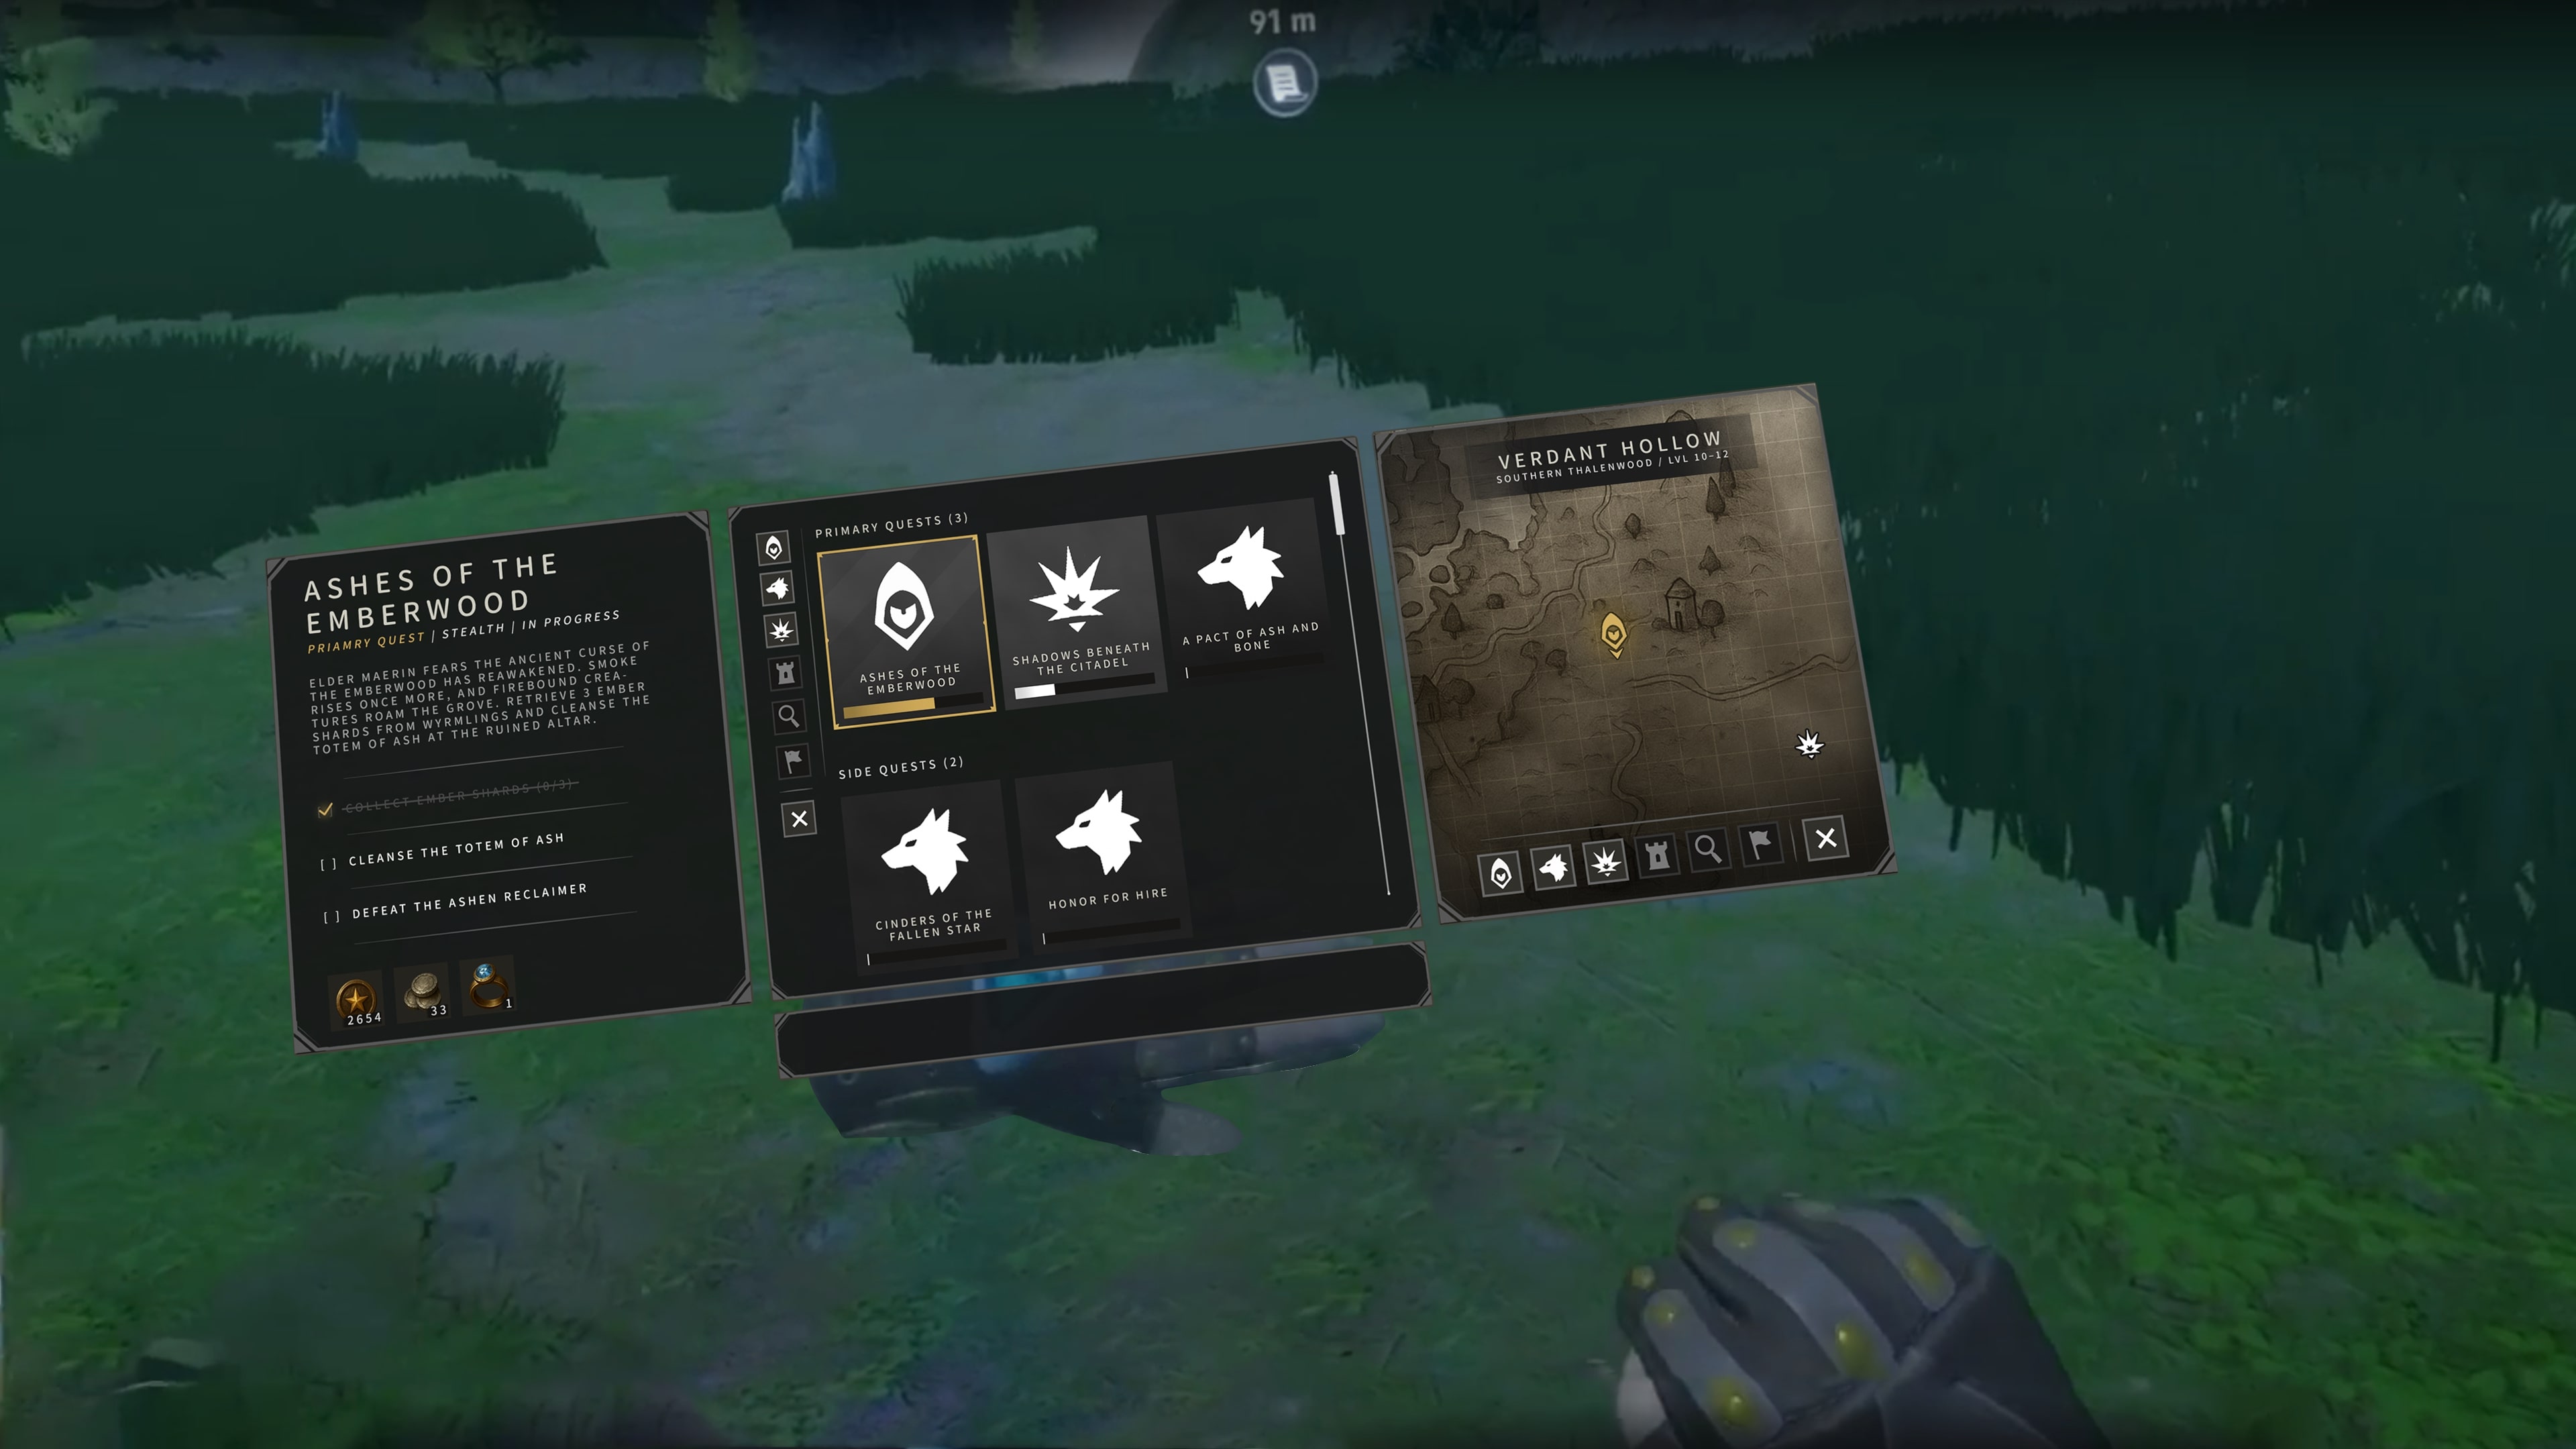 91 m
ASHES OF THE
EMBERWOOD
PRIAMRY QUEST | STEALTH | IN PROGRESS
ELDER MAERIN FEARS THE ANCIENT CURSE OF
THE EMBERWOOD HAS REAWAKENED. SMOKE
RISES ONCE MORE, AND FIREBOUND CREA-
TURES ROAM THE GROVE. RETRIEVE 3 EMBER
SHARDS FROM WYRMLINGS AND CLEANSE THE
TOTEM OF ASH AT THE RUINED ALTAR.
COLLECT EMBER SHARDS (0/3)
[ ] CLEANSE THE TOTEM OF ASH
[ ] DEFEAT THE ASHEN RECLAIMER
2654
33
1
PRIMARY QUESTS (3)
ASHES OF THE
EMBERWOOD
SHADOWS BENEATH
THE CITADEL
A PACT OF ASH AND
BONE
SIDE QUESTS (2)
CINDERS OF THE
FALLEN STAR
HONOR FOR HIRE
VERDANT HOLLOW
SOUTHERN THALENWOOD / LVL 10-12